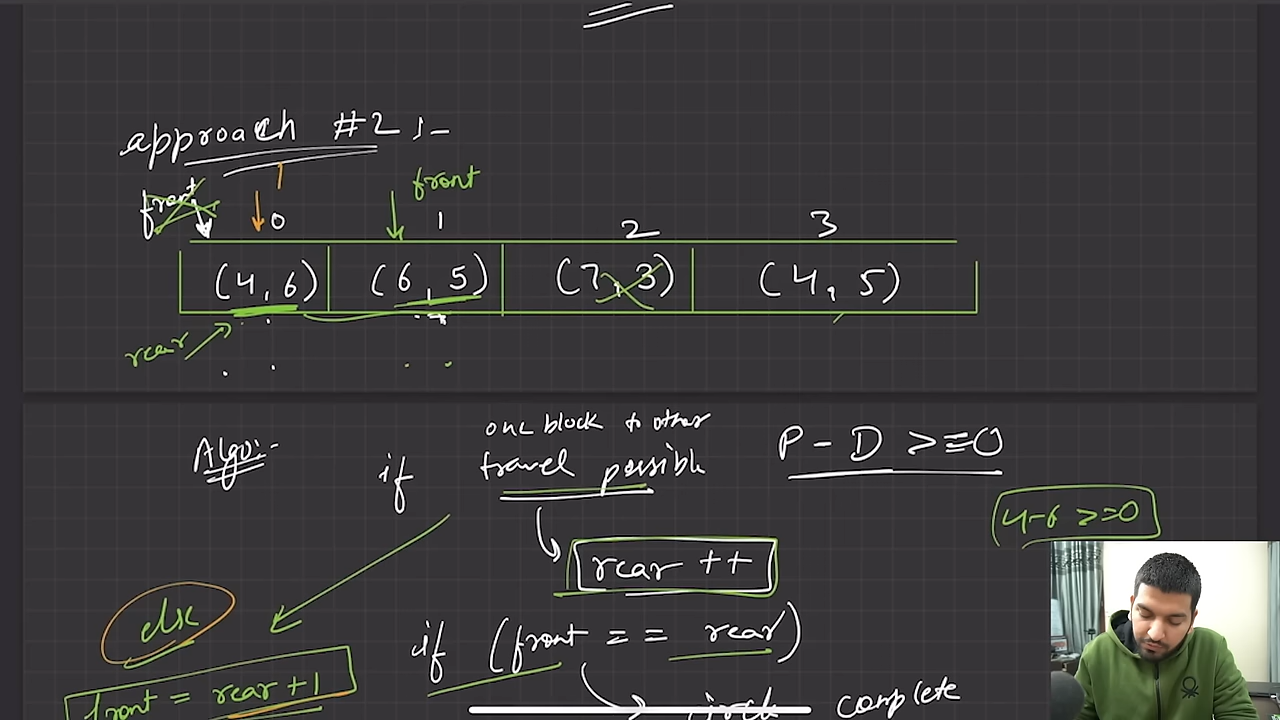 approach #2 :-
front
front
0 1 2 3
(4, 6) (6, 5) (7, 3) (4, 5)
rear
Algo:-
if one block to other
travel possible
P - D >= 0
4-6 >=0
rear ++
else
if (front == rear)
front = rear+1
complete